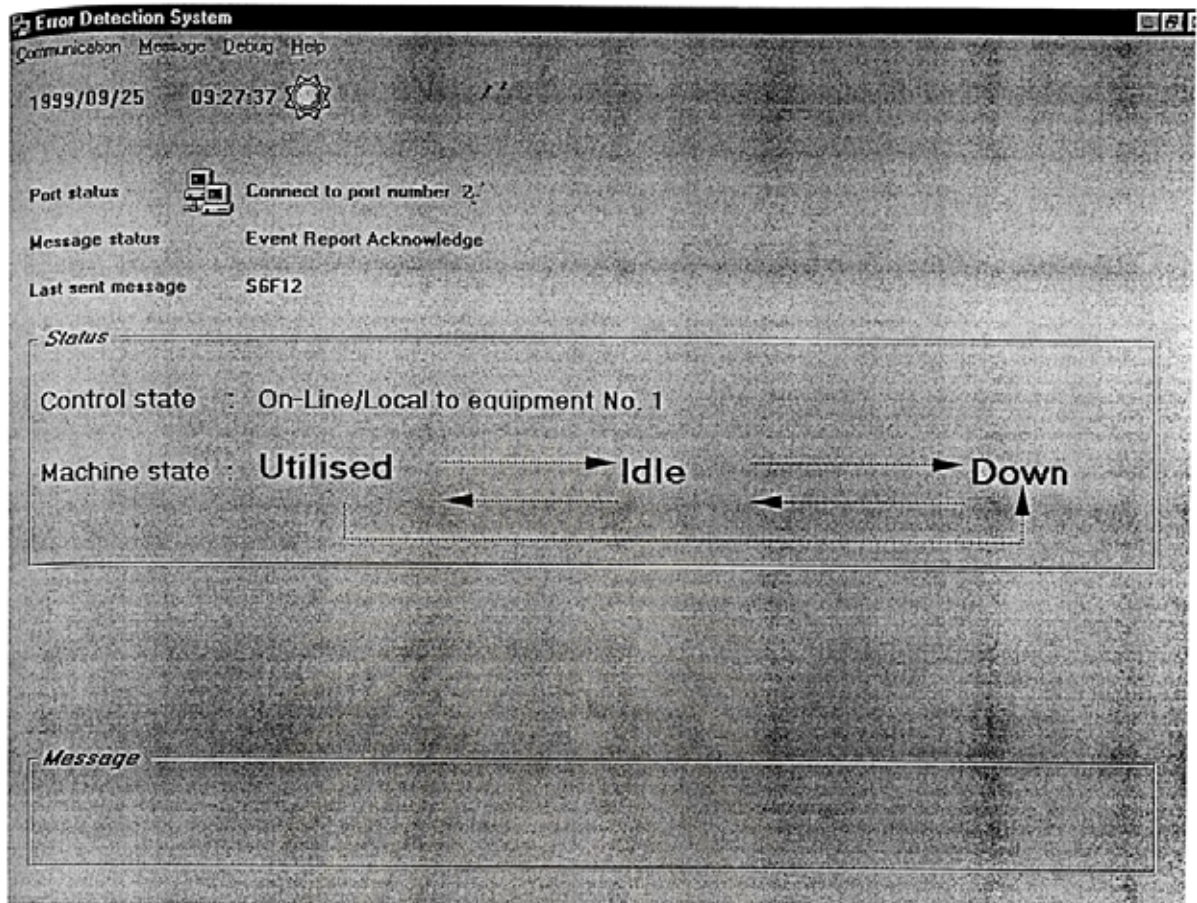 Error Detection System
Communication Message Debug Help
1999/09/25 09:27:37
Port status Connect to port number 2
Message status Event Report Acknowledge
Last sent message S6F12
Status
Control state : On-Line/Local to equipment No. 1
Machine state : Utilised Idle Down
Message